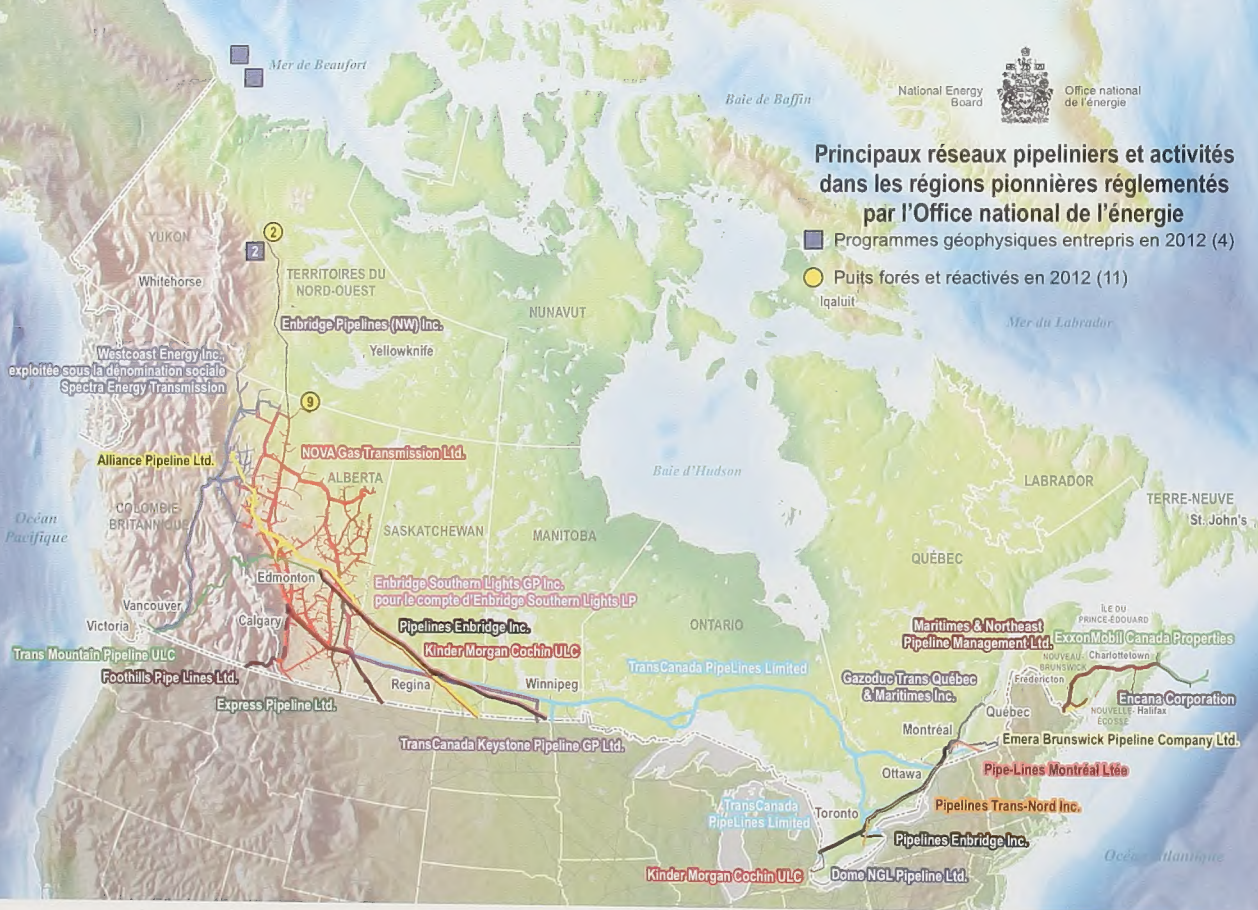 Mer de Beaufort
Baie de Baffin
National Energy
Board
Office national
de l'énergie
Principaux réseaux pipeliniers et activités
dans les régions pionnières réglementés
par l'Office national de l'énergie
Programmes géophysiques entrepris en 2012 (4)
Puits forés et réactivés en 2012 (11)
2
2
YUKON
Whitehorse
TERRITOIRES DU
NORD-OUEST
NUNAVUT
Iqaluit
Mer du Labrador
Enbridge Pipelines (NW) Inc.
Yellowknife
Westcoast Energy Inc.,
exploitée sous la dénomination sociale
Spectra Energy Transmission
9
Alliance Pipeline Ltd.
NOVA Gas Transmission Ltd.
ALBERTA
Baie d'Hudson
LABRADOR
TERRE-NEUVE
St. John's
Océan
Pacifique
COLOMBIE-
BRITANNIQUE
SASKATCHEWAN
MANITOBA
QUÉBEC
Edmonton
Enbridge Southern Lights GP Inc.
pour le compte d'Enbridge Southern Lights LP
Vancouver
Victoria
Calgary
Pipelines Enbridge Inc.
Kinder Morgan Cochin ULC
ONTARIO
Maritimes & Northeast
Pipeline Management Ltd.
ÎLE DU
PRINCE-ÉDOUARD
ExxonMobil Canada Properties
Trans Mountain Pipeline ULC
Foothills Pipe Lines Ltd.
Express Pipeline Ltd.
Regina
Winnipeg
TransCanada PipeLines Limited
Gazoduc Trans Québec
& Maritimes Inc.
NOUVEAU-
BRUNSWICK
Charlottetown
Fredericton
Encana Corporation
NOUVELLE-
ÉCOSSE
Halifax
Québec
Montréal
TransCanada Keystone Pipeline GP Ltd.
Emera Brunswick Pipeline Company Ltd.
Ottawa
Pipe-Lines Montréal Ltée
TransCanada
PipeLines Limited
Toronto
Pipelines Trans-Nord Inc.
Pipelines Enbridge Inc.
Océan Atlantique
Kinder Morgan Cochin ULC
Dome NGL Pipeline Ltd.